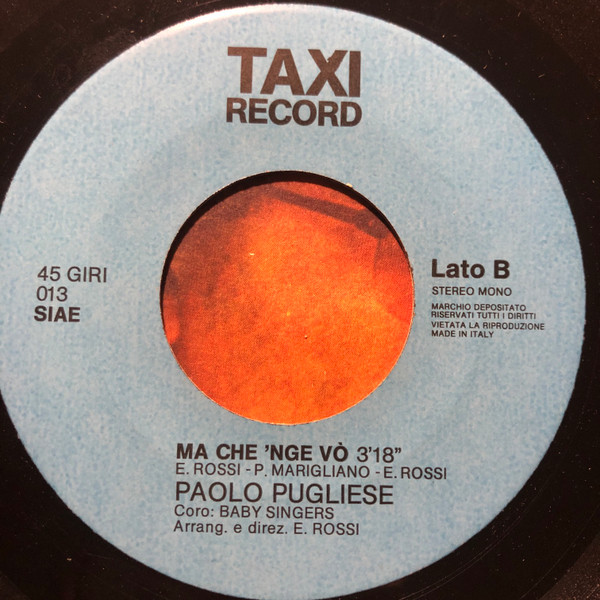 TAXI
RECORD
45 GIRI
013
SIAE
Lato B
STEREO MONO
MARCHIO DEPOSITATO
RISERVATI TUTTI I DIRITTI
VIETATA LA RIPRODUZIONE
MADE IN ITALY
MA CHE 'NGE VÒ 3'18”
E. ROSSI - P. MARIGLIANO - E. ROSSI
PAOLO PUGLIESE
Coro: BABY SINGERS
Arrang. e direz. E. ROSSI